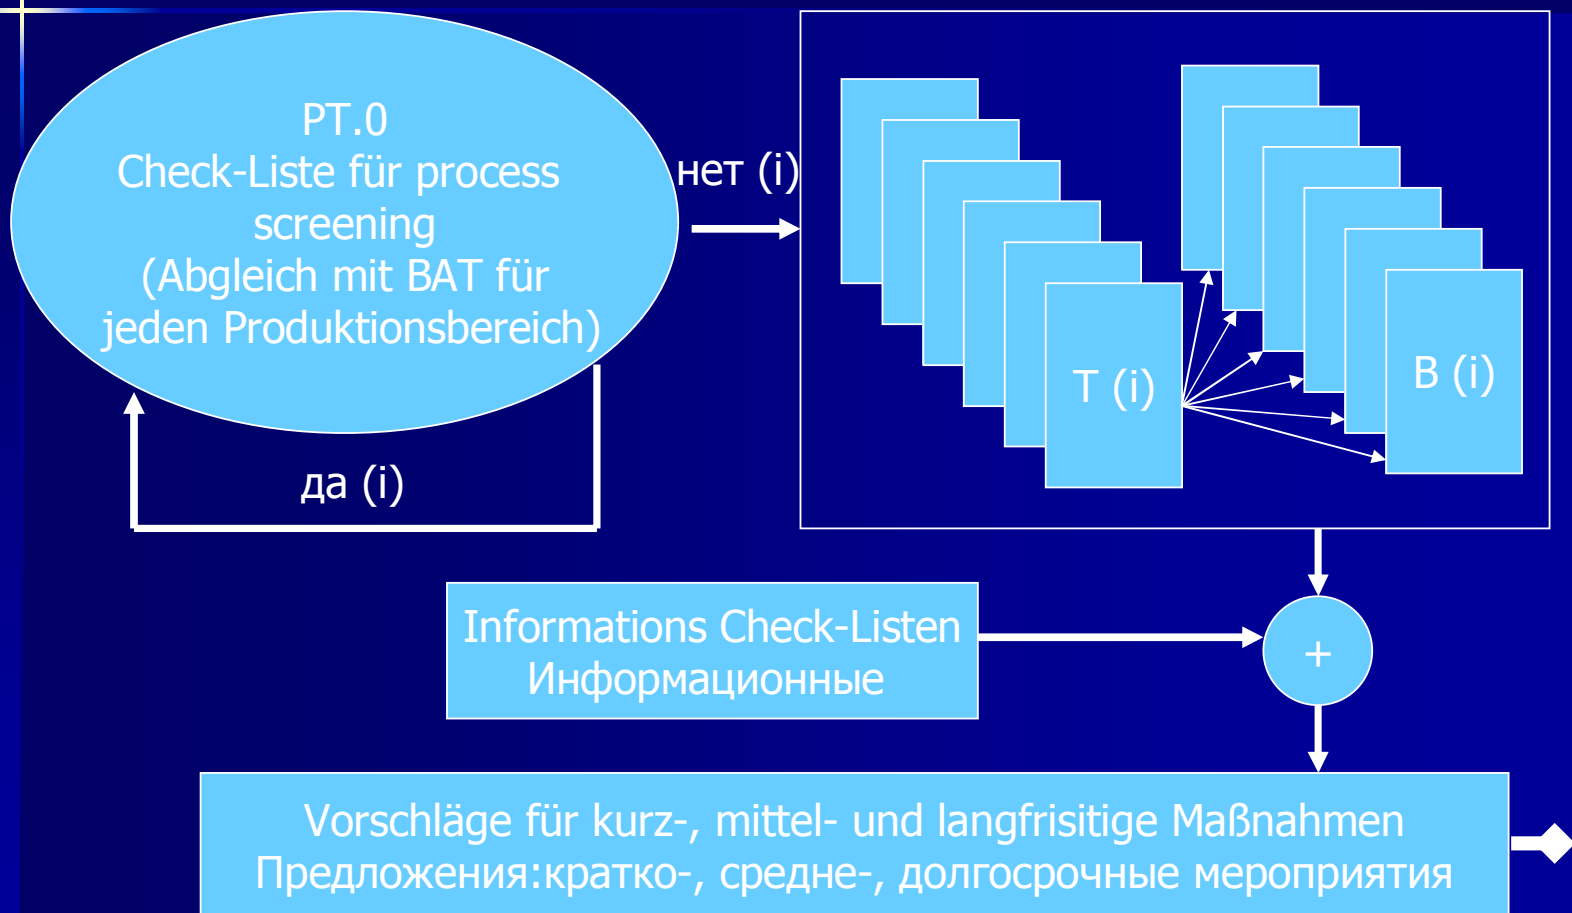 PT.0
Check-Liste für process
screening
(Abgleich mit BAT für
jeden Produktionsbereich)
нет (i)
да (i)
T (i)
B (i)
Informations Check-Listen
Информационные
+
Vorschläge für kurz-, mittel- und langfrisitige Maßnahmen
Предложения:кратко-, средне-, долгосрочные мероприятия